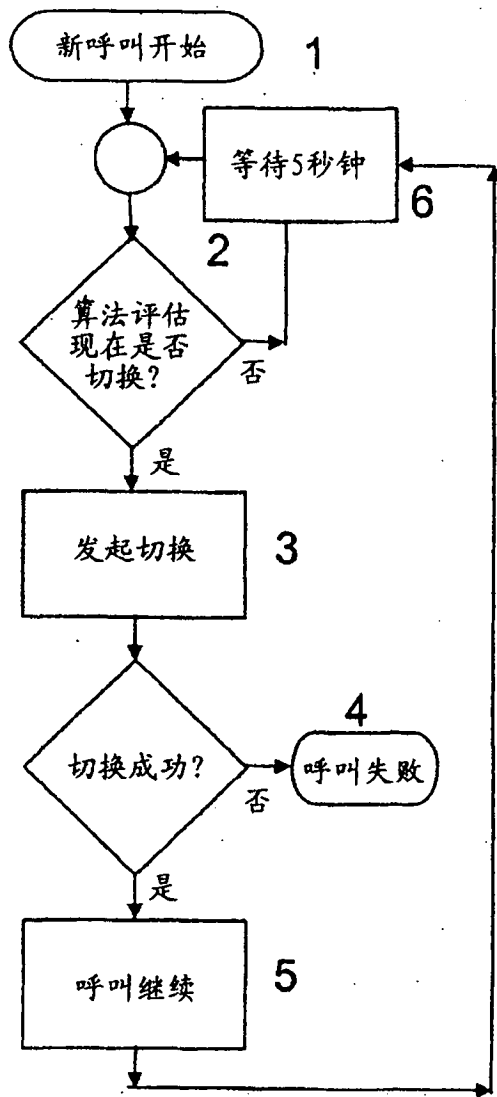 新呼叫开始
1
等待5秒钟
6
2
算法评估
现在是否
切换?
否
是
发起切换
3
切换成功?
否
4
呼叫失败
是
呼叫继续
5